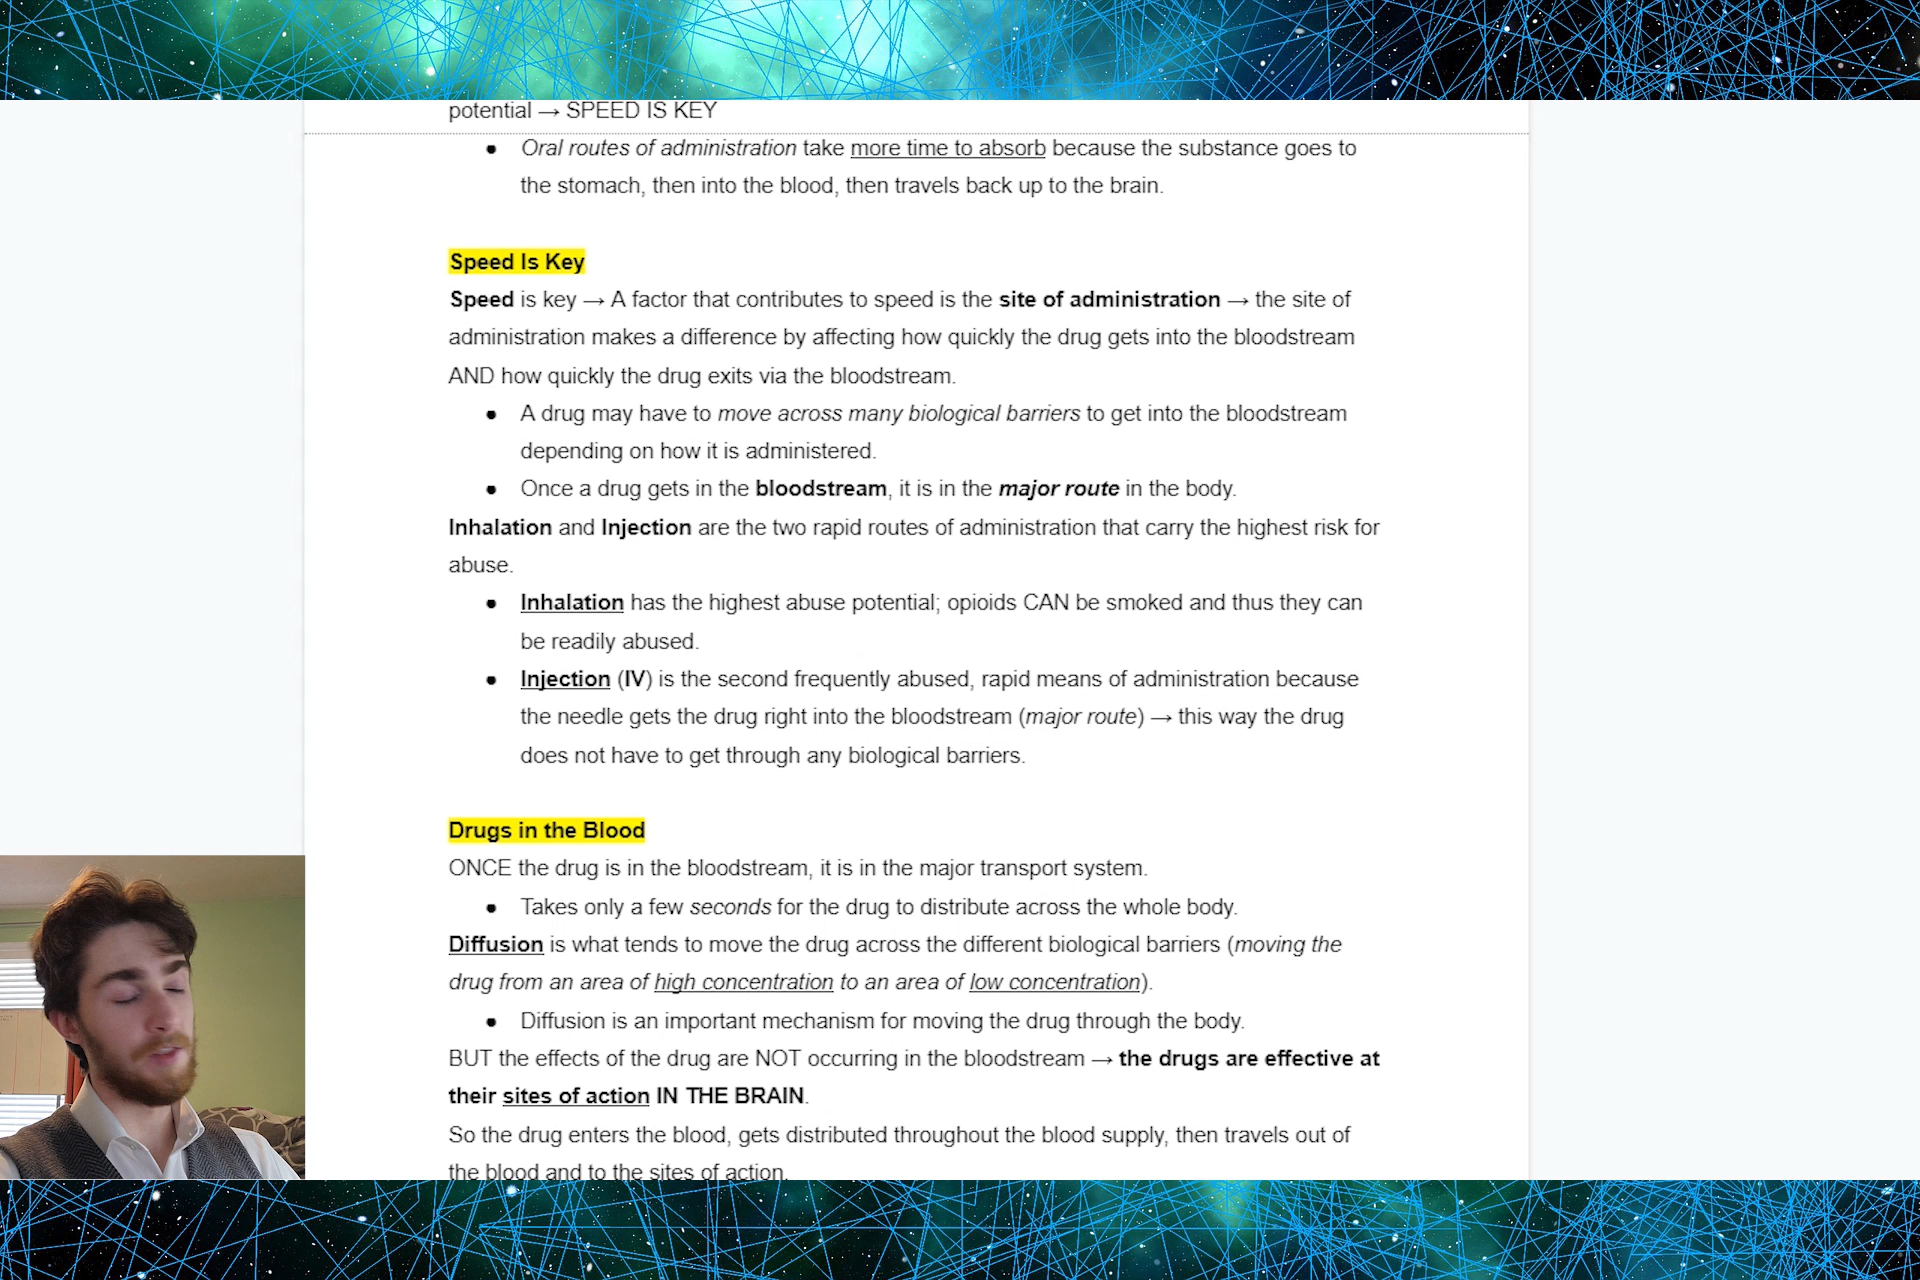 potential → SPEED IS KEY
● Oral routes of administration take more time to absorb because the substance goes to
the stomach, then into the blood, then travels back up to the brain.
Speed Is Key
Speed is key → A factor that contributes to speed is the site of administration → the site of
administration makes a difference by affecting how quickly the drug gets into the bloodstream
AND how quickly the drug exits via the bloodstream.
● A drug may have to move across many biological barriers to get into the bloodstream
depending on how it is administered.
● Once a drug gets in the bloodstream, it is in the major route in the body.
Inhalation and Injection are the two rapid routes of administration that carry the highest risk for
abuse.
● Inhalation has the highest abuse potential; opioids CAN be smoked and thus they can
be readily abused.
● Injection (IV) is the second frequently abused, rapid means of administration because
the needle gets the drug right into the bloodstream (major route) → this way the drug
does not have to get through any biological barriers.
Drugs in the Blood
ONCE the drug is in the bloodstream, it is in the major transport system.
● Takes only a few seconds for the drug to distribute across the whole body.
Diffusion is what tends to move the drug across the different biological barriers (moving the
drug from an area of high concentration to an area of low concentration).
● Diffusion is an important mechanism for moving the drug through the body.
BUT the effects of the drug are NOT occurring in the bloodstream → the drugs are effective at
their sites of action IN THE BRAIN.
So the drug enters the blood, gets distributed throughout the blood supply, then travels out of
the blood and to the sites of action.